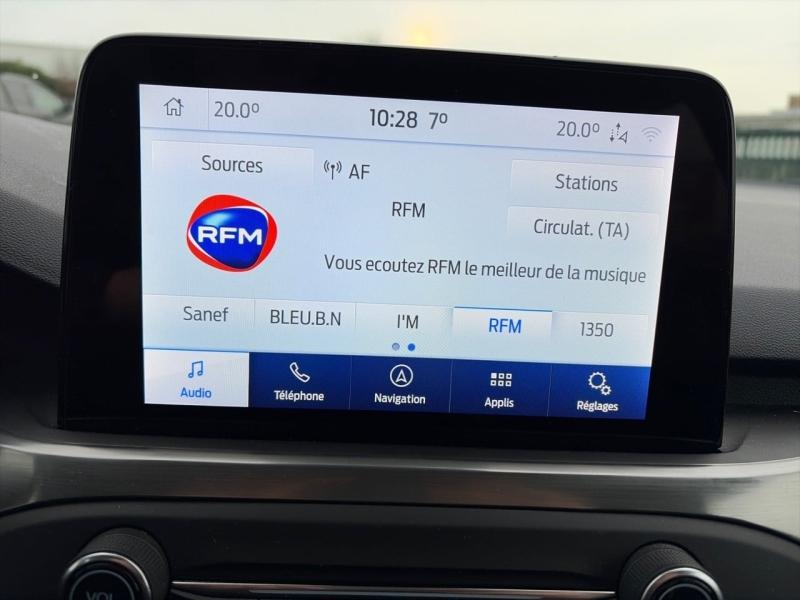 20.0° 10:28 7° 20.0°
Sources AF Stations
RFM
Circulat. (TA)
RFM
Vous ecoutez RFM le meilleur de la musique
Sanef BLEU.B.N I'M RFM 1350
Audio Téléphone Navigation Applis Réglages
VOL